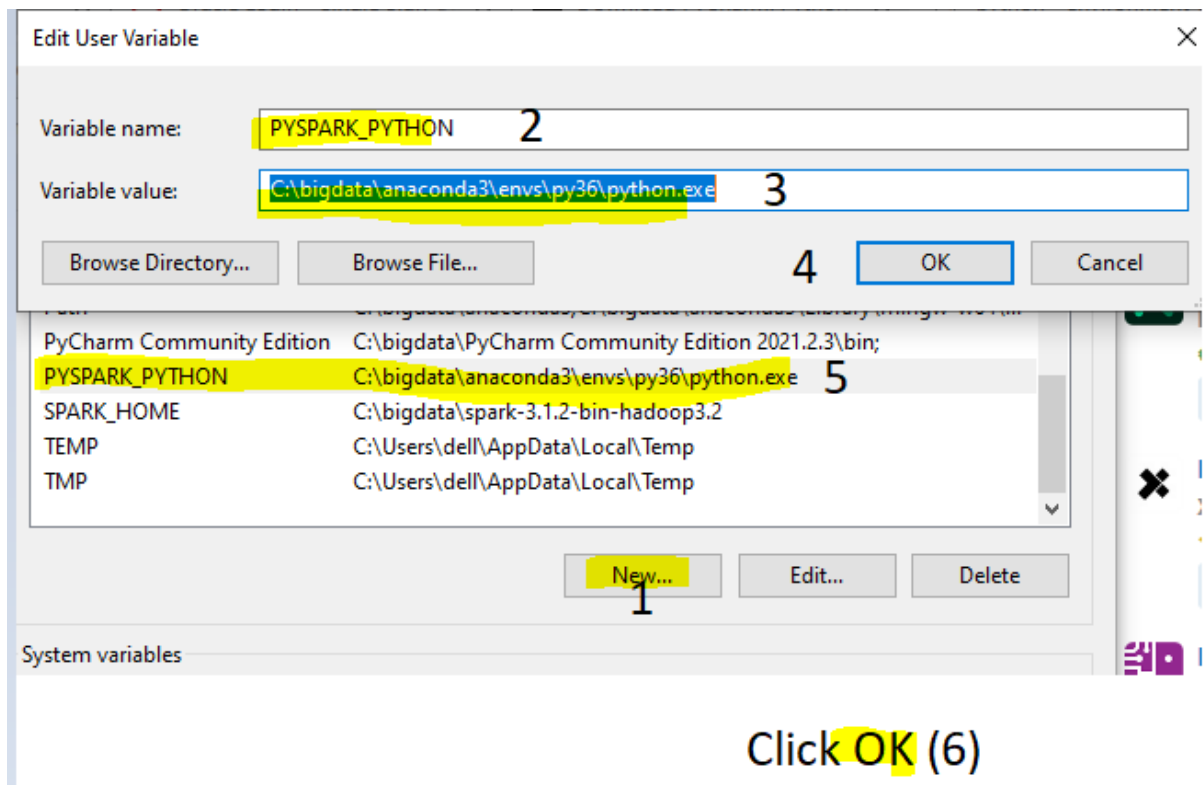 Edit User Variable
Variable name: PYSPARK_PYTHON 2
Variable value: C:\bigdata\anaconda3\envs\py36\python.exe 3
Browse Directory... Browse File... 4 OK Cancel
PyCharm Community Edition C:\bigdata\PyCharm Community Edition 2021.2.3\bin;
PYSPARK_PYTHON C:\bigdata\anaconda3\envs\py36\python.exe 5
SPARK_HOME C:\bigdata\spark-3.1.2-bin-hadoop3.2
TEMP C:\Users\dell\AppData\Local\Temp
TMP C:\Users\dell\AppData\Local\Temp
New... Edit... Delete
1
System variables
Click OK (6)